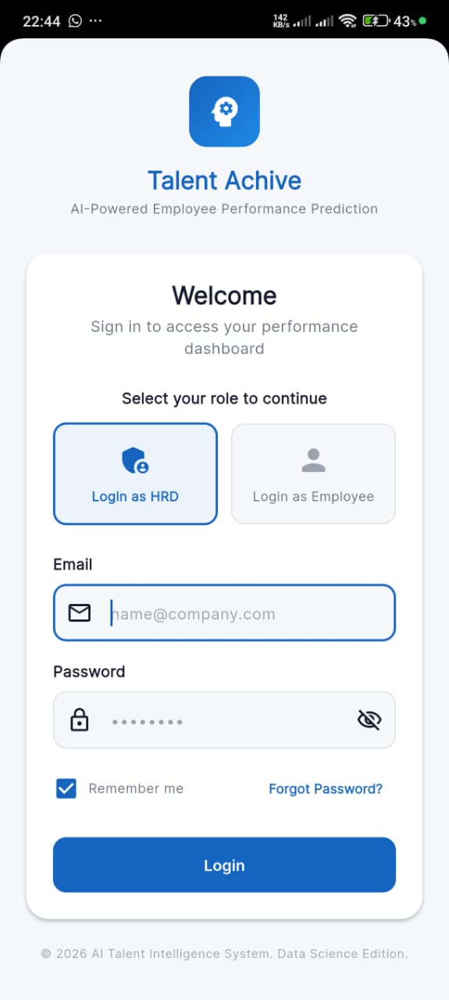 22:44 ... 142 KB/s 43%
Talent Achive
AI-Powered Employee Performance Prediction
Welcome
Sign in to access your performance
dashboard
Select your role to continue
Login as HRD Login as Employee
Email
name@company.com
Password
Remember me Forgot Password?
Login
© 2026 AI Talent Intelligence System. Data Science Edition.